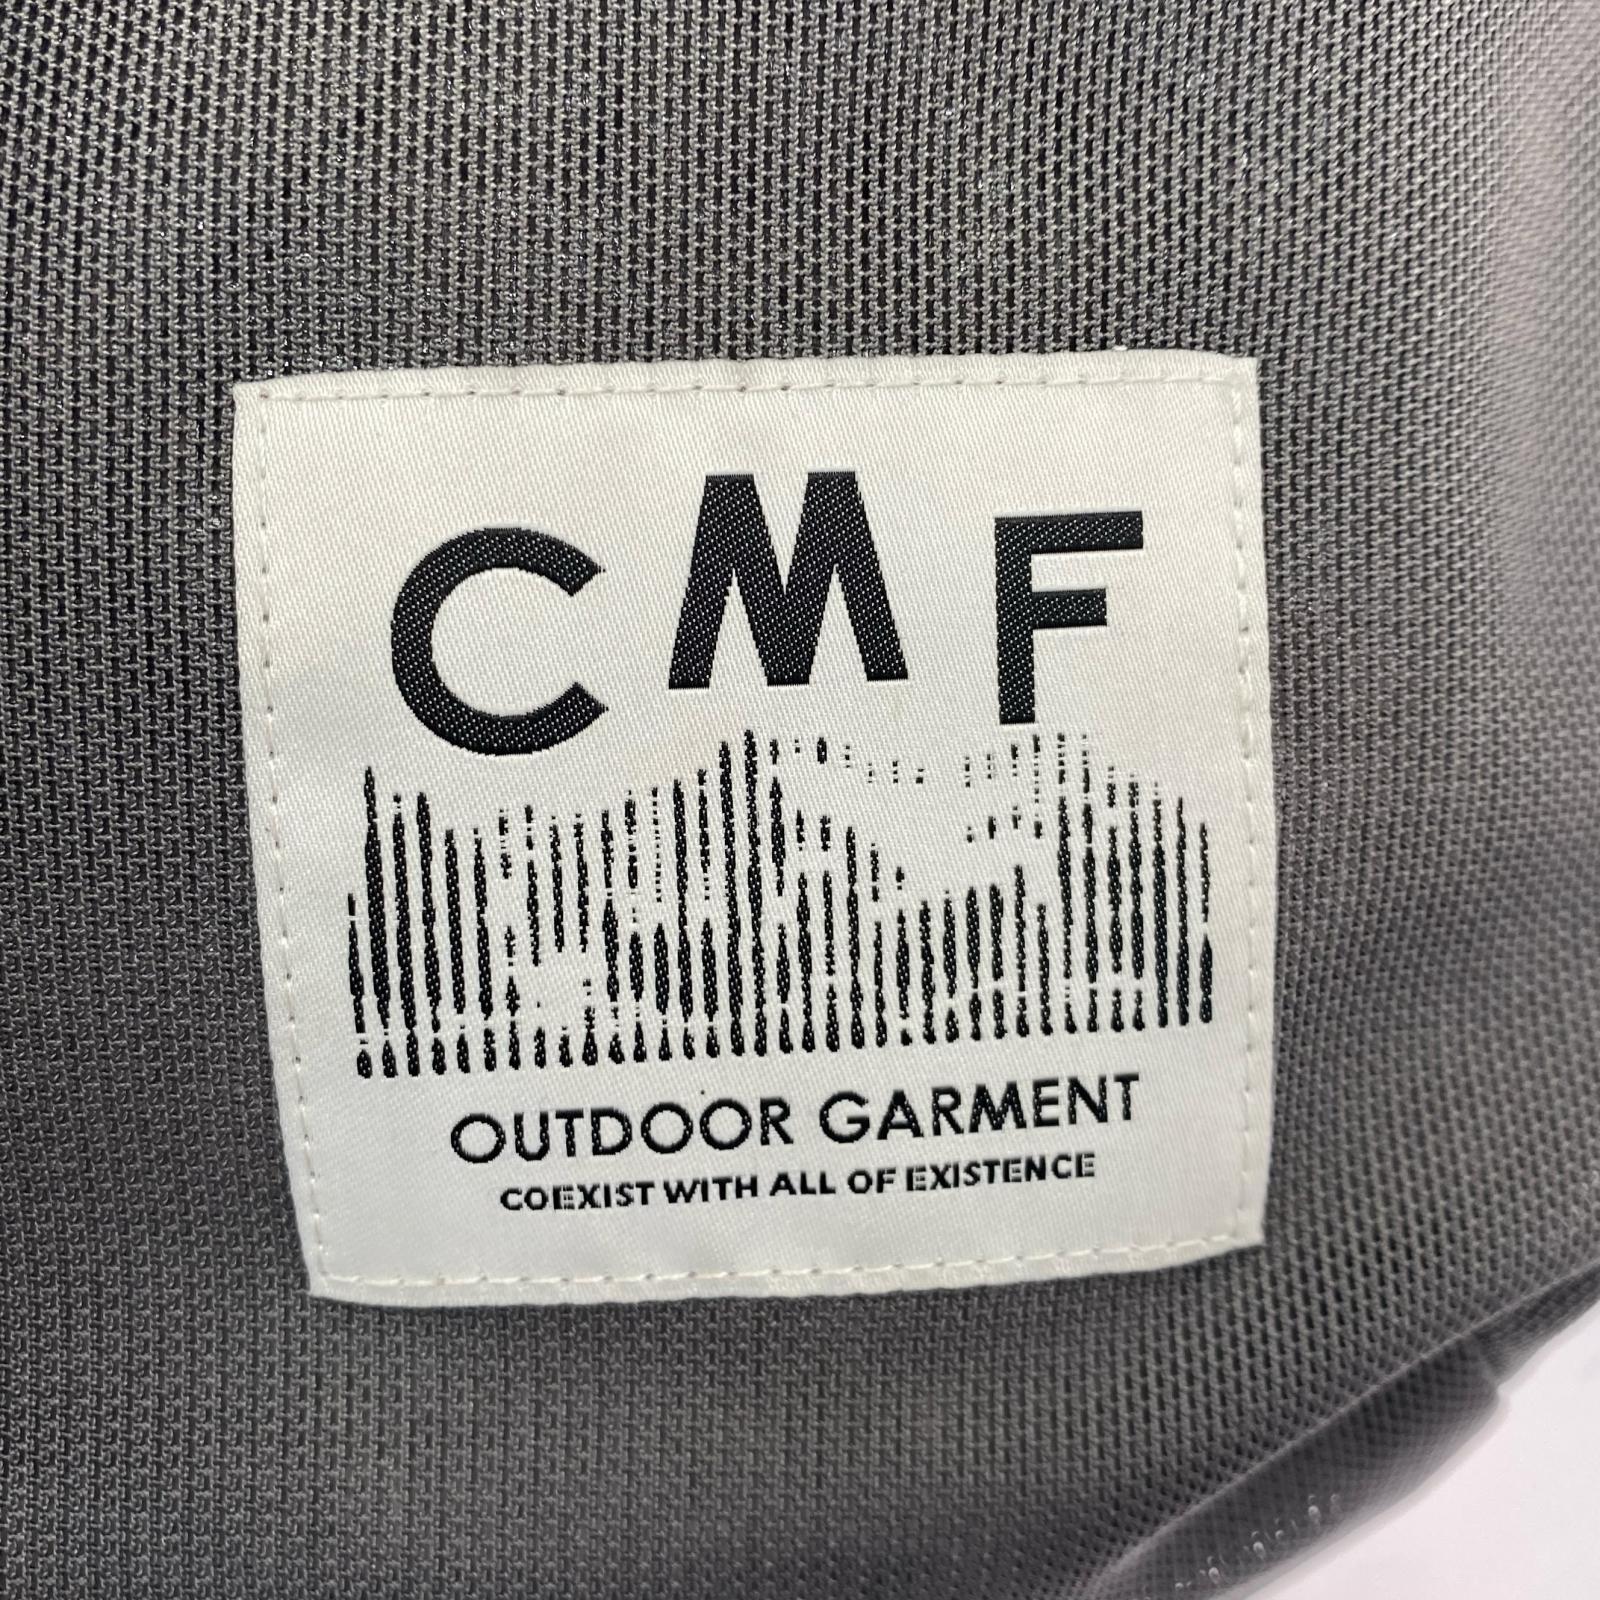 CMF
OUTDOOR GARMENT
COEXIST WITH ALL OF EXISTENCE